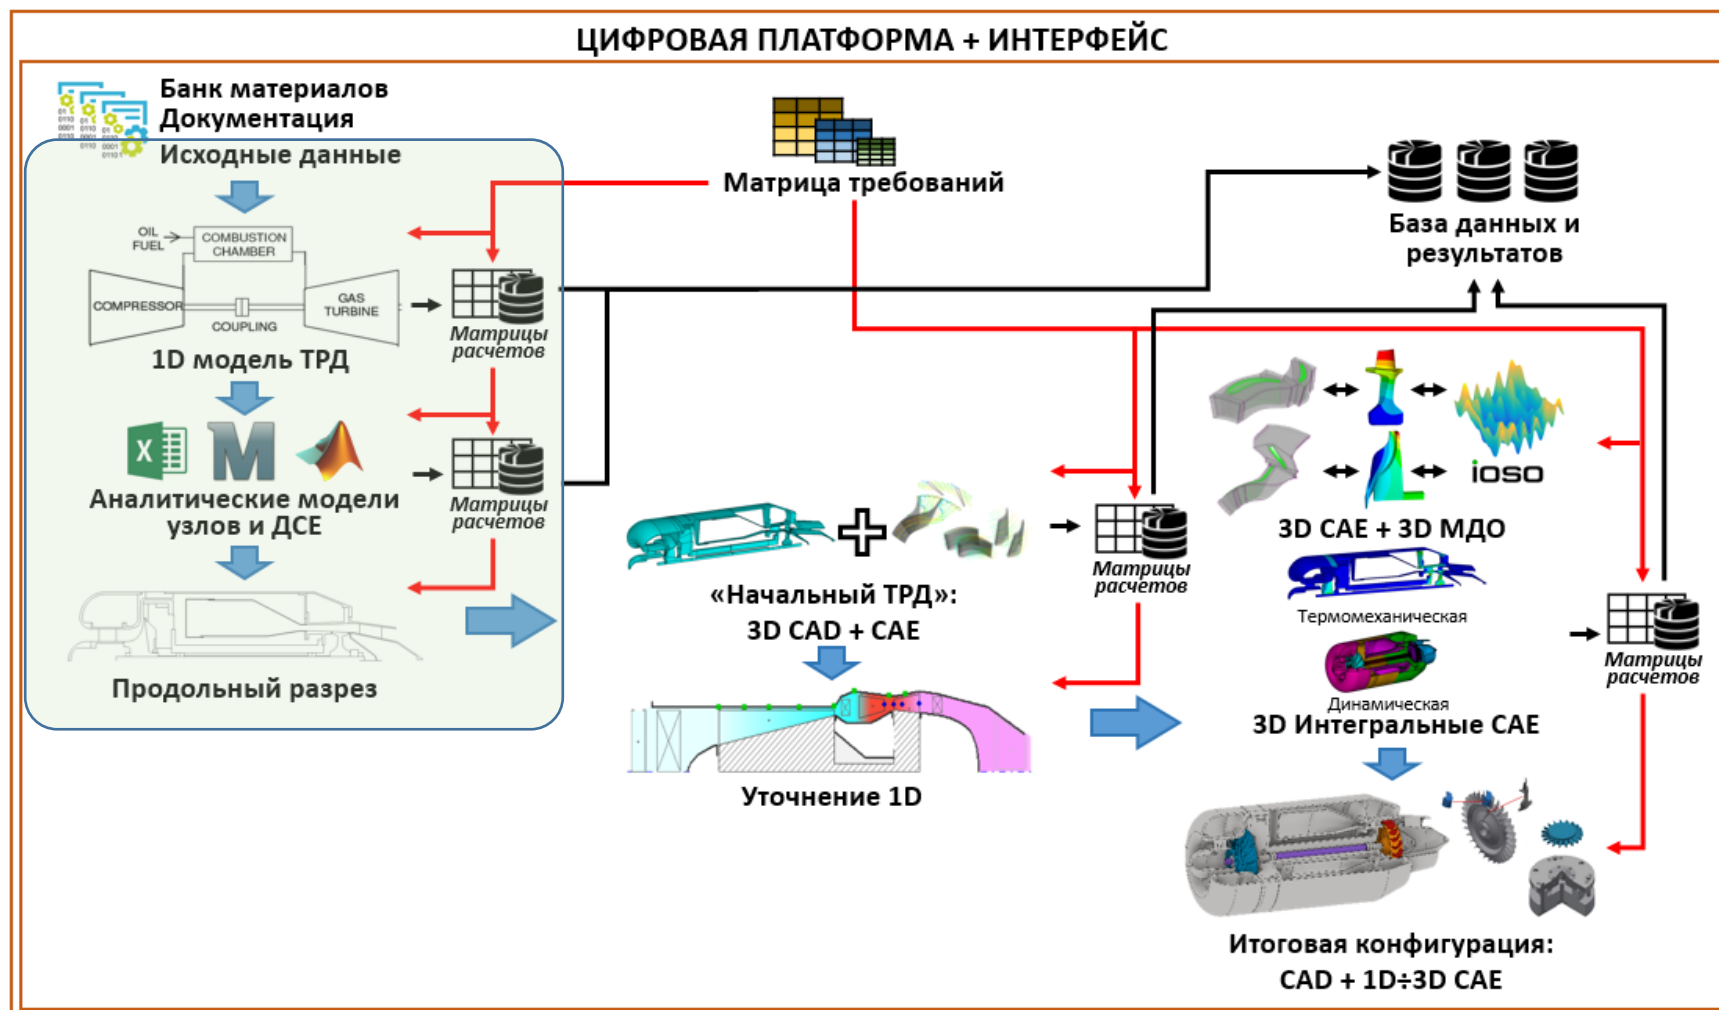 ЦИФРОВАЯ ПЛАТФОРМА + ИНТЕРФЕЙС
Банк материалов
Документация
Исходные данные
OIL
FUEL
COMBUSTION
CHAMBER
COMPRESSOR
GAS
TURBINE
COUPLING
1D модель ТРД
Матрицы
расчетов
X
M
Аналитические модели
узлов и ДСЕ
Матрицы
расчетов
Продольный разрез
Матрица требований
База данных и
результатов
«Начальный ТРД»:
3D CAD + CAE
Матрицы
расчетов
Уточнение 1D
iOSO
3D CAE + 3D МДО
Термомеханическая
Динамическая
3D Интегральные CAE
Матрицы
расчетов
Итоговая конфигурация:
CAD + 1D÷3D CAE